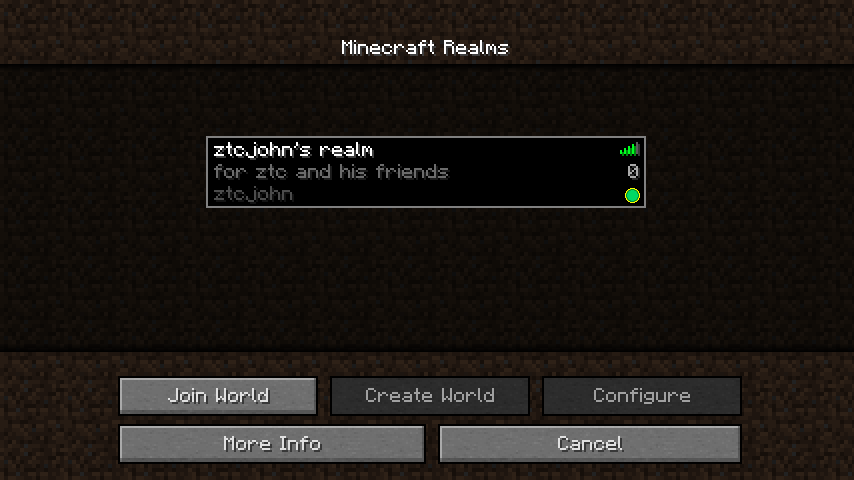 Minecraft Realms
ztcjohn's realm
for ztc and his friends 0
ztcjohn
Join World Create World Configure
More Info Cancel